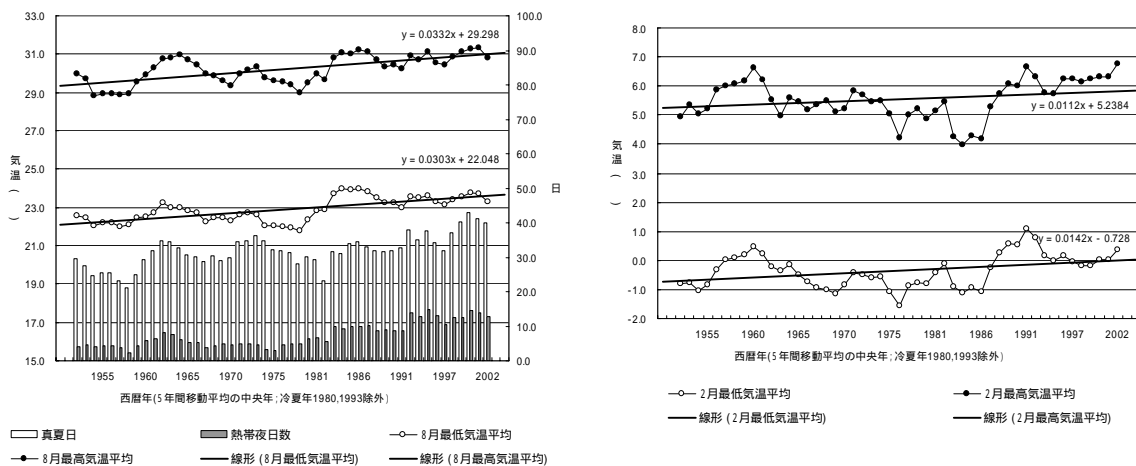 33.0
31.0
29.0
27.0
25.0
23.0
21.0
19.0
17.0
15.0
気温(
100.0
90.0
80.0
70.0
60.0
50.0
40.0
30.0
20.0
10.0
0.0
日
y = 0.0332x + 29.298
y = 0.0303x + 22.048
1955 1960 1965 1970 1975 1981 1986 1991 1997 2002
西暦年(5年間移動平均の中央年;冷夏年1980,1993除外)
真夏日 熱帯夜日数 8月最低気温平均
8月最高気温平均 線形 (8月最低気温平均) 線形 (8月最高気温平均)
8.0
7.0
6.0
5.0
4.0
3.0
2.0
1.0
0.0
-1.0
-2.0
気温(
y = 0.0112x + 5.2384
y = 0.0142x - 0.728
1955 1960 1965 1970 1975 1981 1986 1991 1997 2002
西暦年(5年間移動平均の中央年;冷夏年1980,1993除外)
2月最低気温平均 2月最高気温平均
線形 (2月最低気温平均) 線形 (2月最高気温平均)